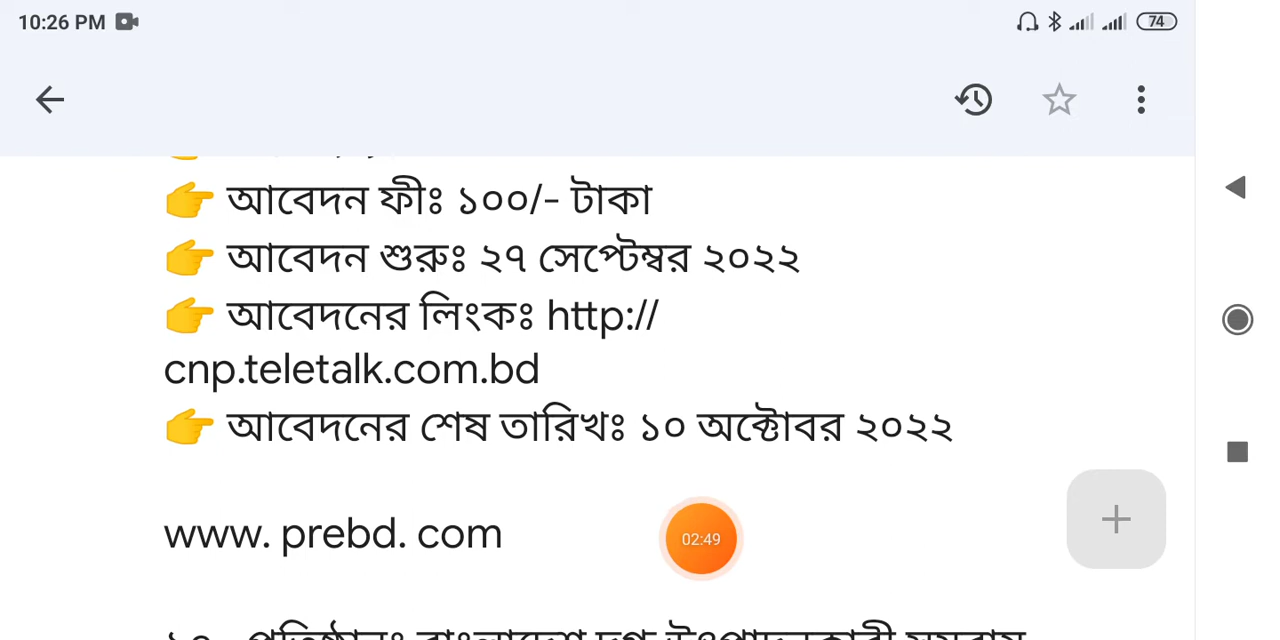 10:26 PM 74
👉 আবেদন ফীঃ ১০০/- টাকা
👉 আবেদন শুরুঃ ২৭ সেপ্টেম্বর ২০২২
👉 আবেদনের লিংকঃ http://
cnp.teletalk.com.bd
👉 আবেদনের শেষ তারিখঃ ১০ অক্টোবর ২০২২
www. prebd. com
02:49